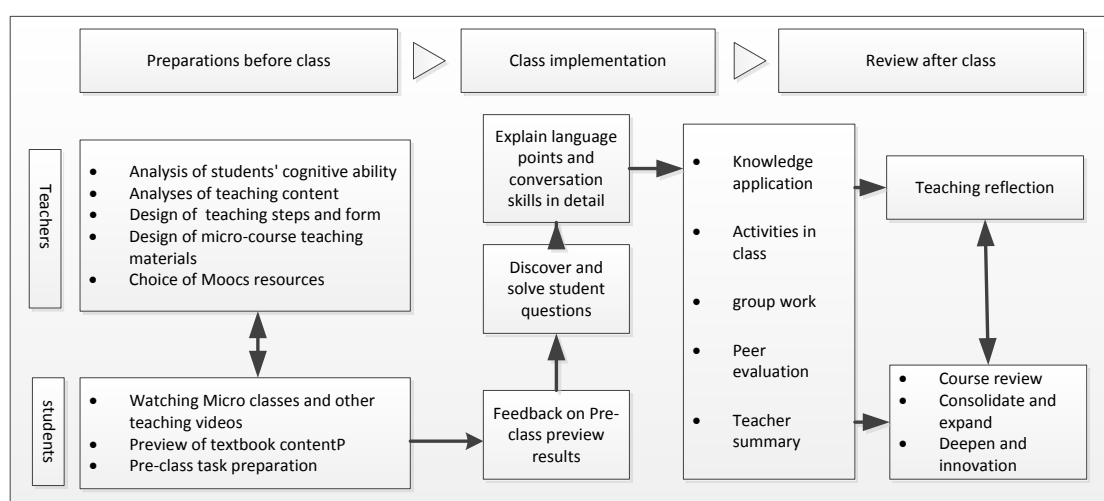 Preparations before class
Class implementation
Review after class
Teachers
• Analysis of students' cognitive ability
• Analyses of teaching content
• Design of teaching steps and form
• Design of micro-course teaching
materials
• Choice of Moocs resources
students
• Watching Micro classes and other
teaching videos
• Preview of textbook contentP
• Pre-class task preparation
Explain language
points and
conversation
skills in detail
Discover and
solve student
questions
Feedback on Pre-
class preview
results
• Knowledge
application
• Activities in
class
• group work
• Peer
evaluation
• Teacher
summary
Teaching reflection
• Course review
• Consolidate and
expand
• Deepen and
innovation